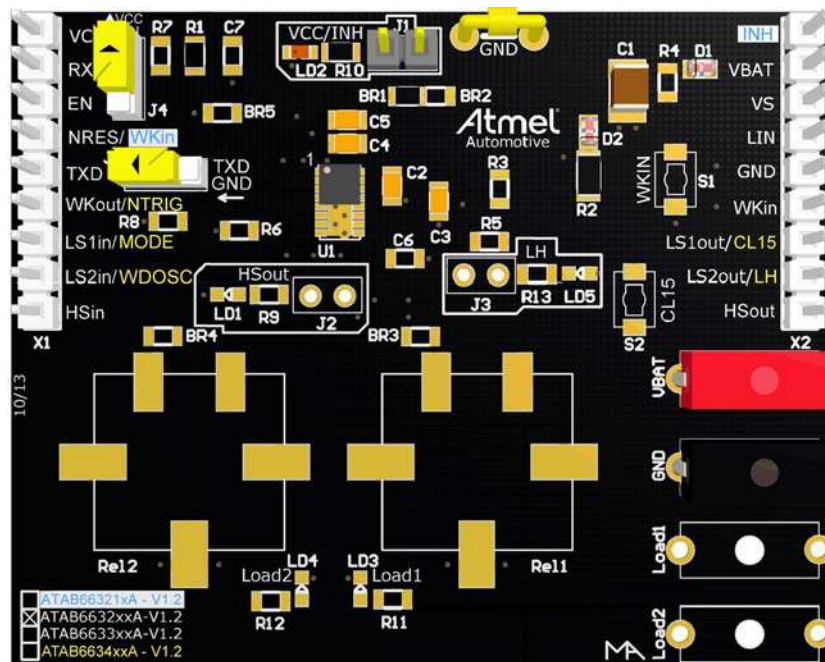 VCC
VC
R7
R1
C7
VCC/INH
J1
LD2
R10
GND
C1
R4
D1
INH
RX
VBAT
EN
J4
BR5
BR1
BR2
C5
VS
NRES/WKin
C4
Atmel
Automotive
D2
LIN
TXD
TXD
GND
1
C2
R3
R2
WKIN
S1
GND
WKout/NTRIG
R8
R6
U1
C3
R5
WKin
LS1in/MODE
C6
LH
LS1out/CL15
LS2in/WDOSC
HSout
J3
R13
LD5
CL15
LS2out/LH
HSin
LD1
R9
J2
S2
HSout
X1
BR4
BR3
X2
10/13
VBAT
GND
Rel2
Rel1
Load1
Load2
LD4
LD3
Load1
R12
R11
Load2
ATAB66321xA - V1.2
ATAB6632xxA-V1.2
ATAB6633xxA-V1.2
ATAB6634xxA - V1.2